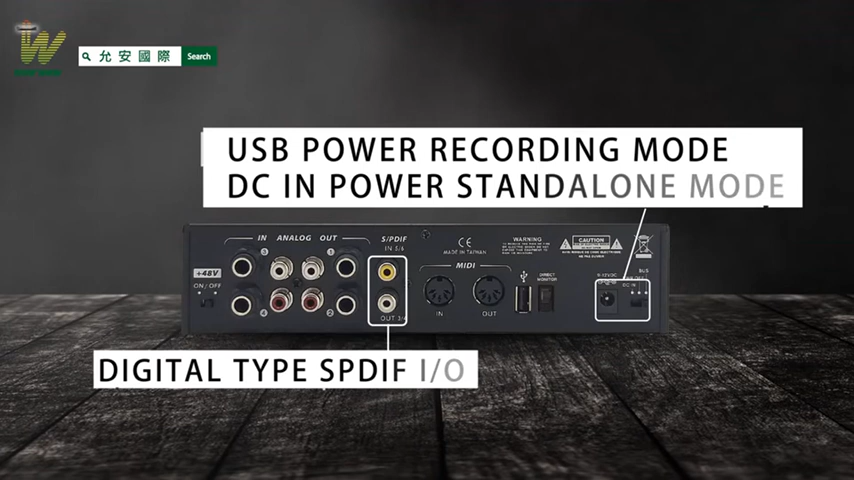 W
允安國際 Search
USB POWER RECORDING MODE
DC IN POWER STANDALONE MODE
IN ANALOG OUT
S/PDIF
IN 5/6
CE
MADE IN TAIWAN
WARNING
CAUTION
3
1
+48V
ON/OFF
4
2
OUT 3/4
MIDI
IN
OUT
DIRECT
MONITOR
9-12VDC
BUS
DC IN
DIGITAL TYPE SPDIF I/O